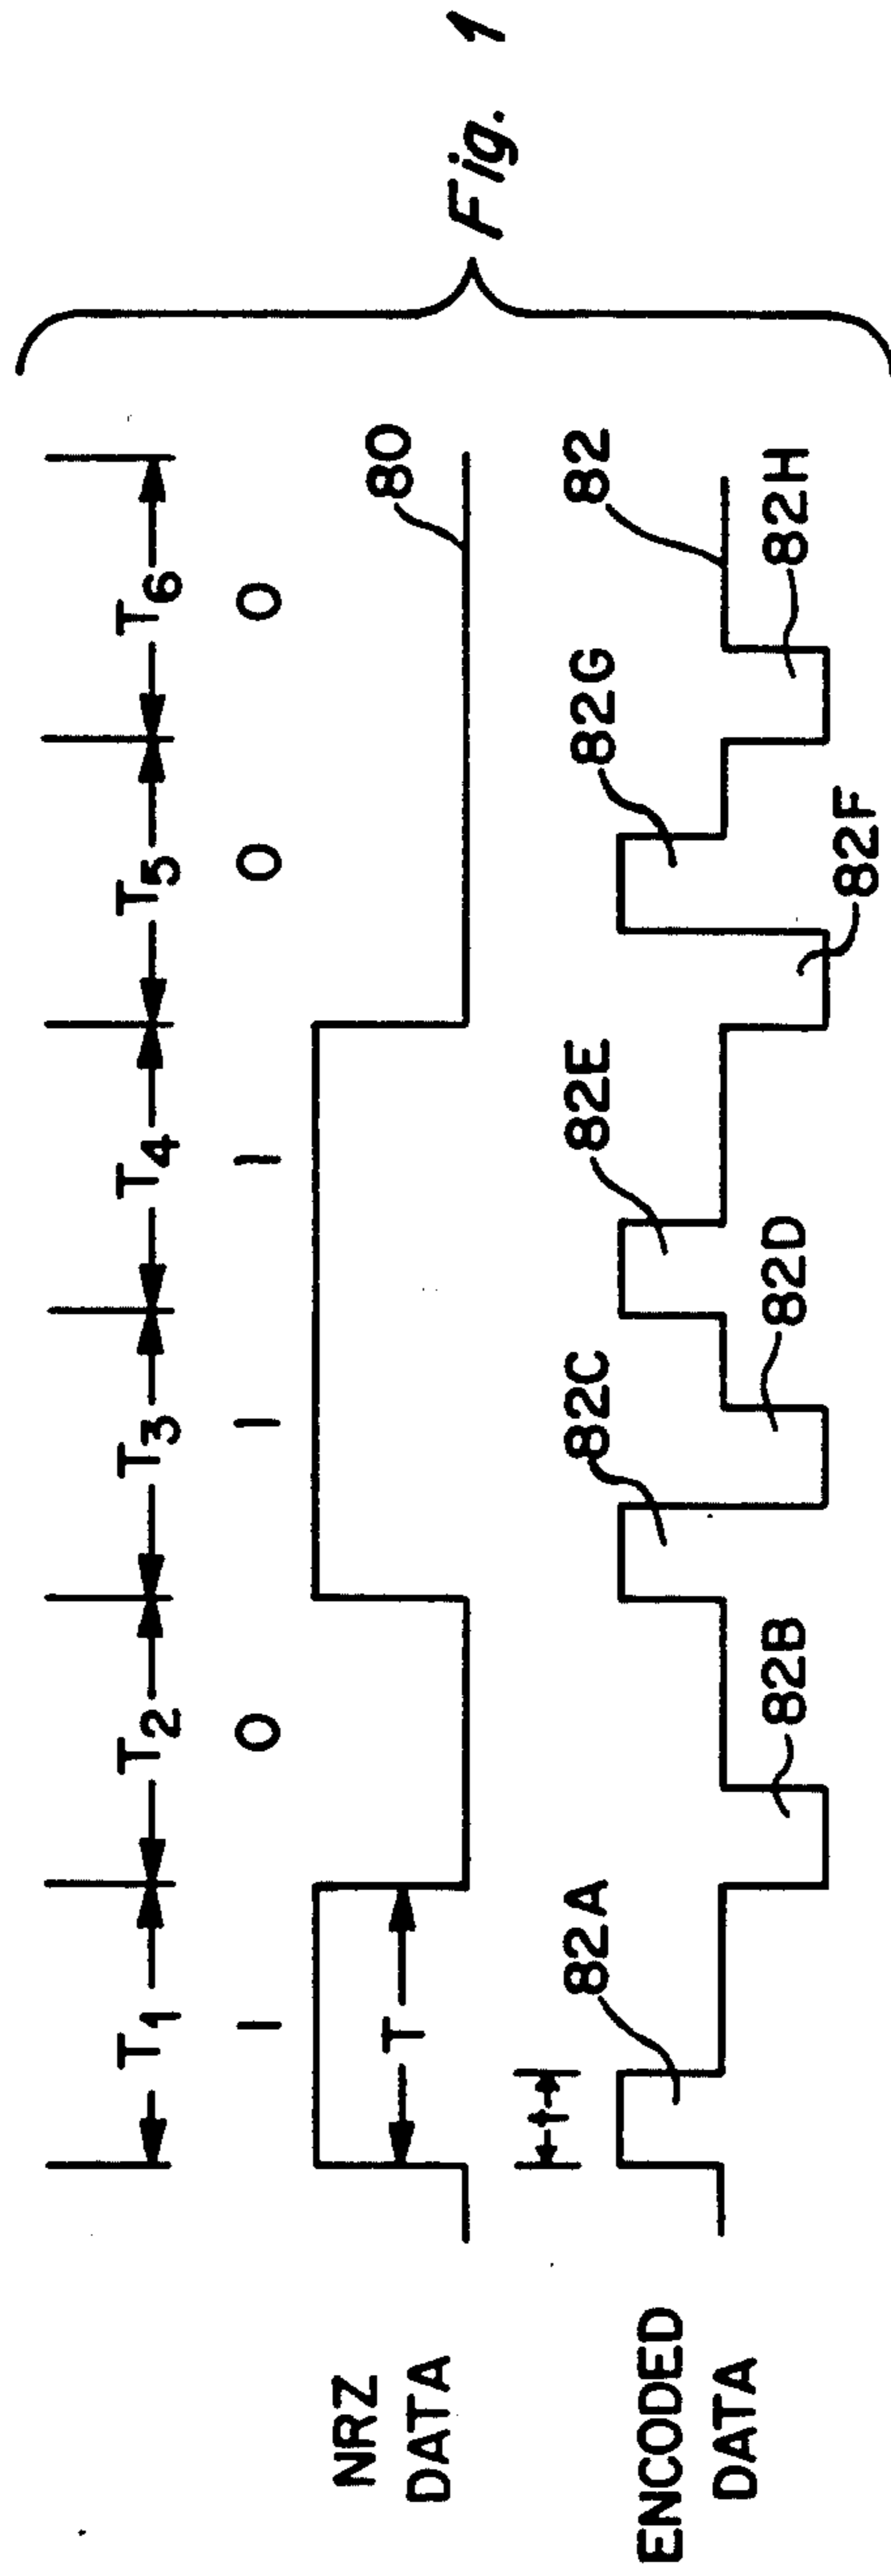 T1 T2 T3 T4 T5 T6
1 0 1 1 0 0
NRZ
DATA
T
80
t
82A 82C 82E 82G 82
ENCODED
DATA
82B 82D 82F 82H
Fig. 1